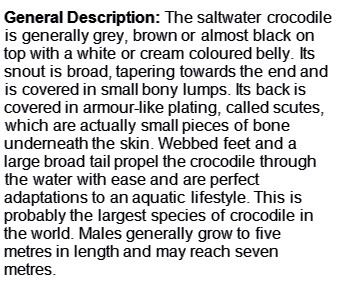 General Description: The saltwater crocodile
is generally grey, brown or almost black on
top with a white or cream coloured belly. Its
snout is broad, tapering towards the end and
is covered in small bony lumps. Its back is
covered in armour-like plating, called scutes,
which are actually small pieces of bone
underneath the skin. Webbed feet and a
large broad tail propel the crocodile through
the water with ease and are perfect
adaptations to an aquatic lifestyle. This is
probably the largest species of crocodile in
the world. Males generally grow to five
metres in length and may reach seven
metres.